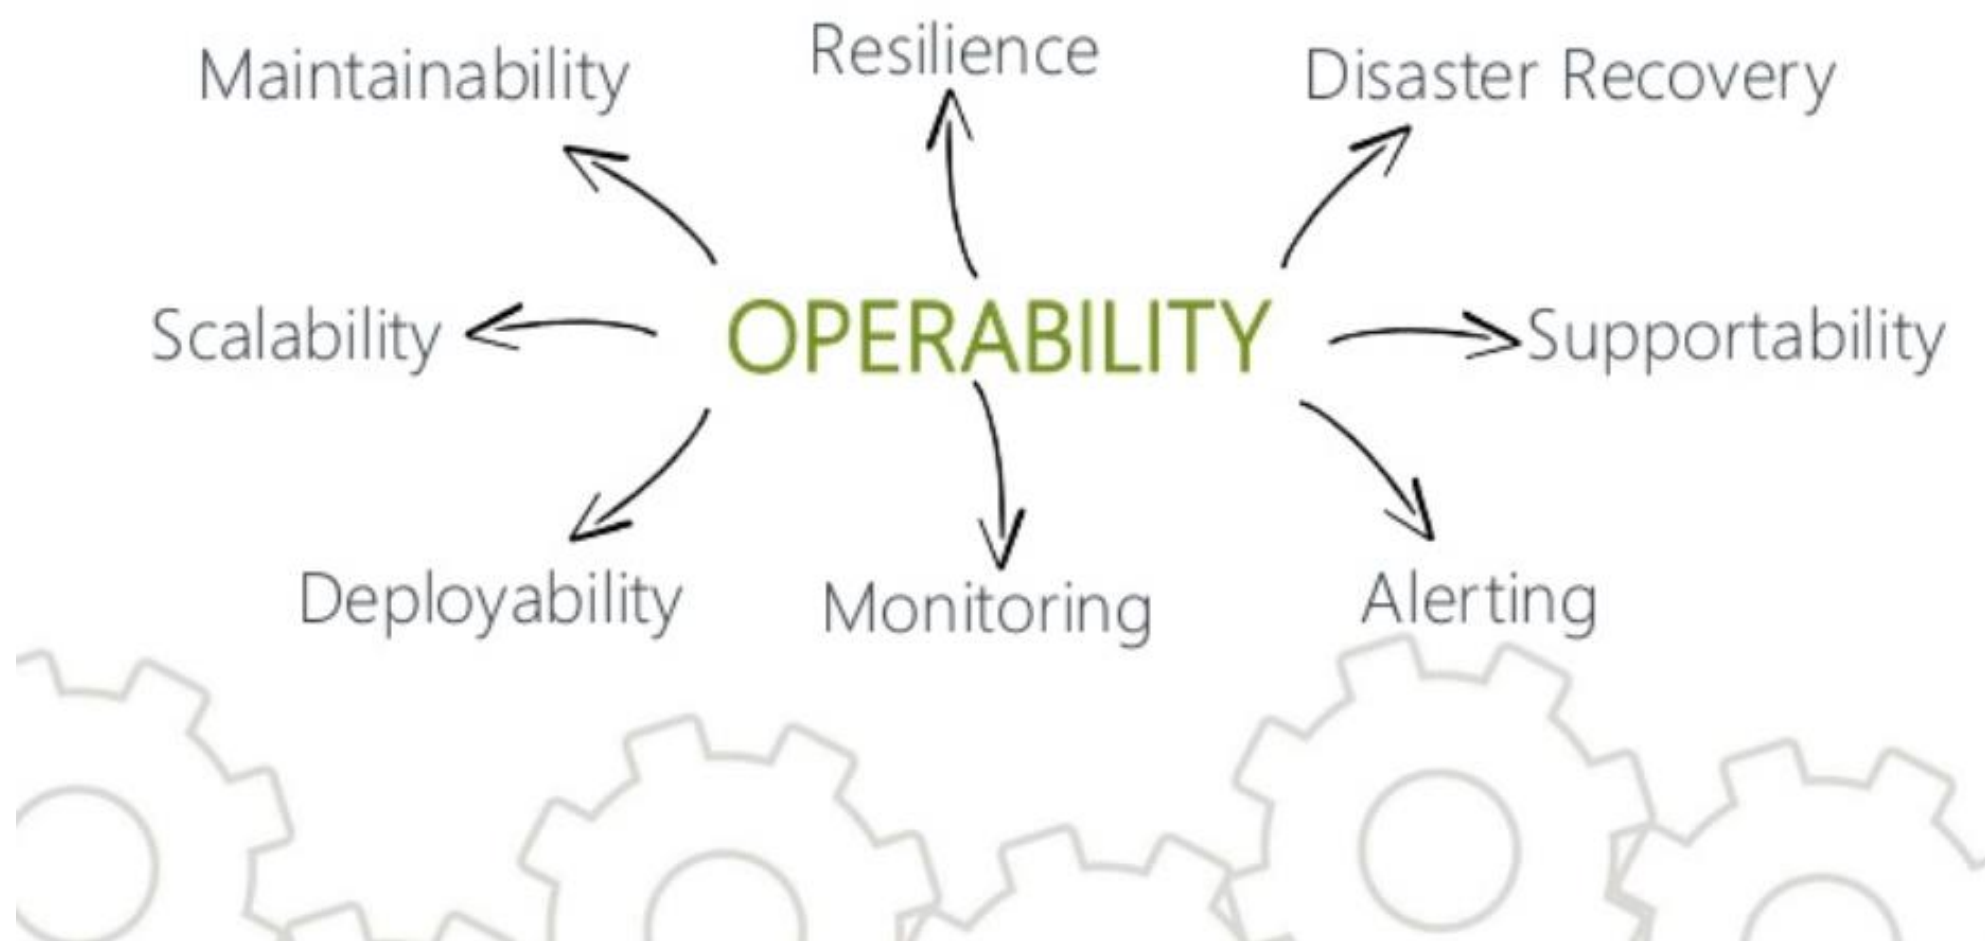 Maintainability
Resilience
Disaster Recovery
Scalability
OPERABILITY
Supportability
Deployability
Monitoring
Alerting